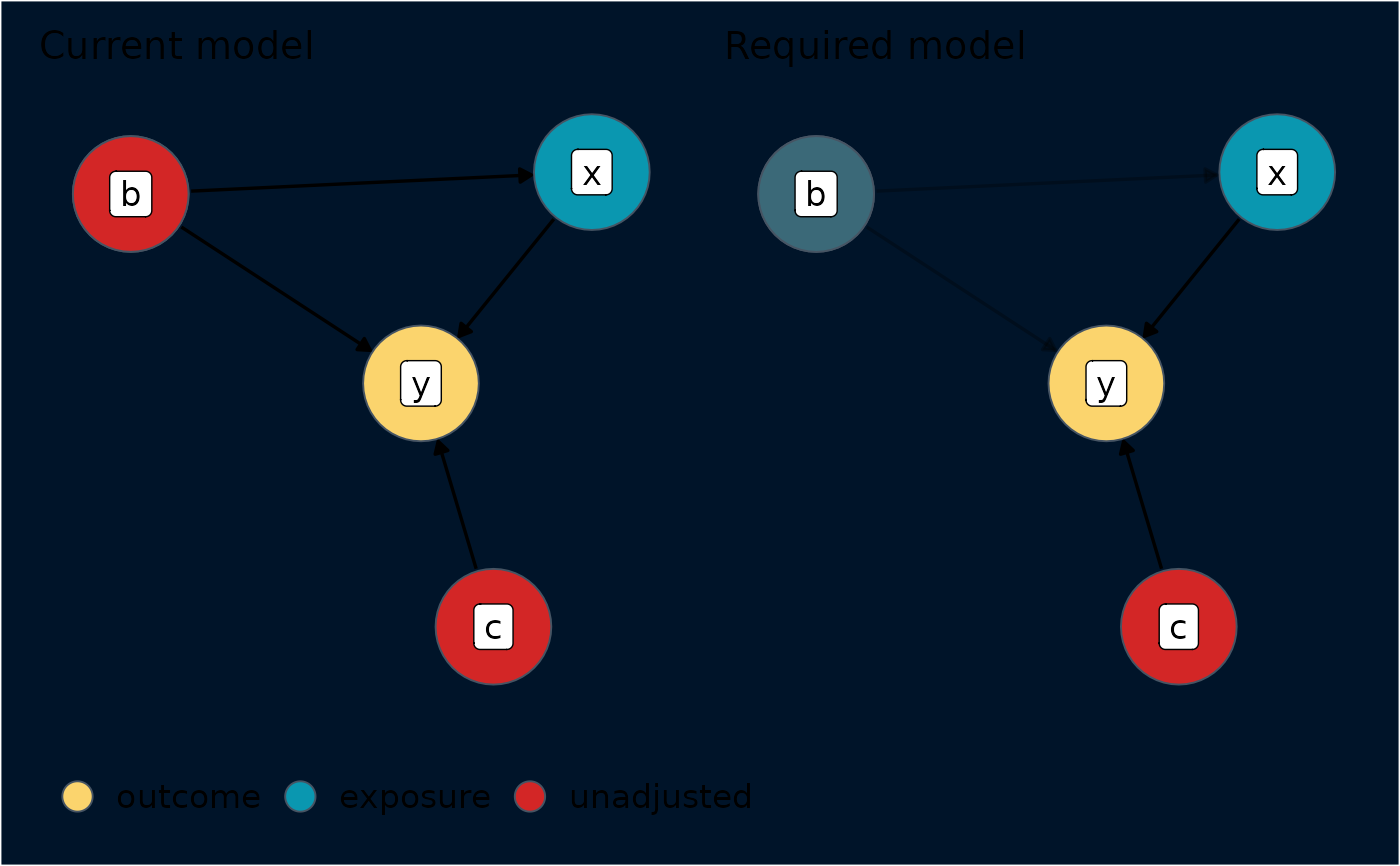 Current model
b
x
y
c
Required model
b
x
y
c
outcome exposure unadjusted